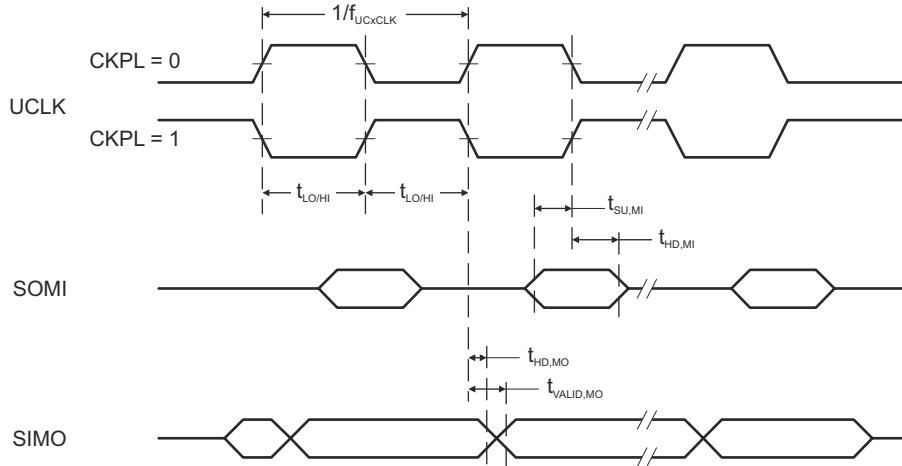 1/fUCxCLK
CKPL = 0
UCLK
CKPL = 1
tLO/HI tLO/HI
tSU,MI
tHD,MI
SOMI
tHD,MO
tVALID,MO
SIMO